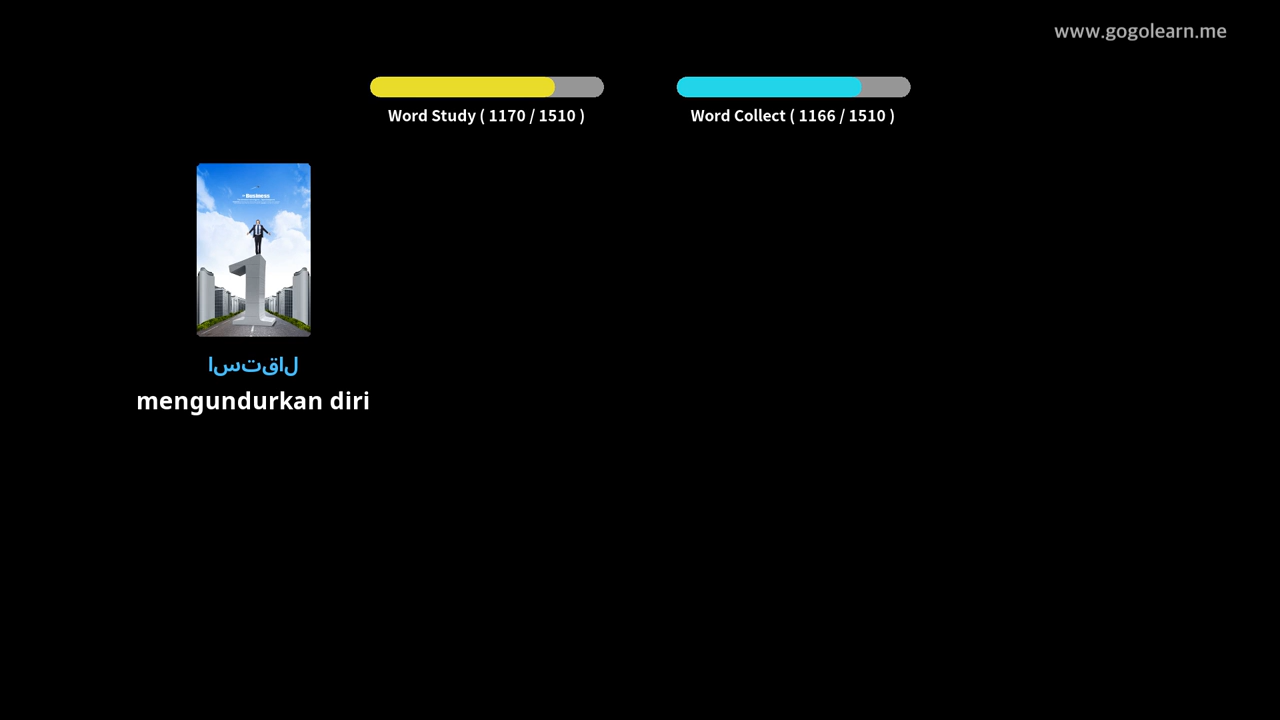 www.gogolearn.me
Word Study ( 1170 / 1510 )
Word Collect ( 1166 / 1510 )
استقال
mengundurkan diri